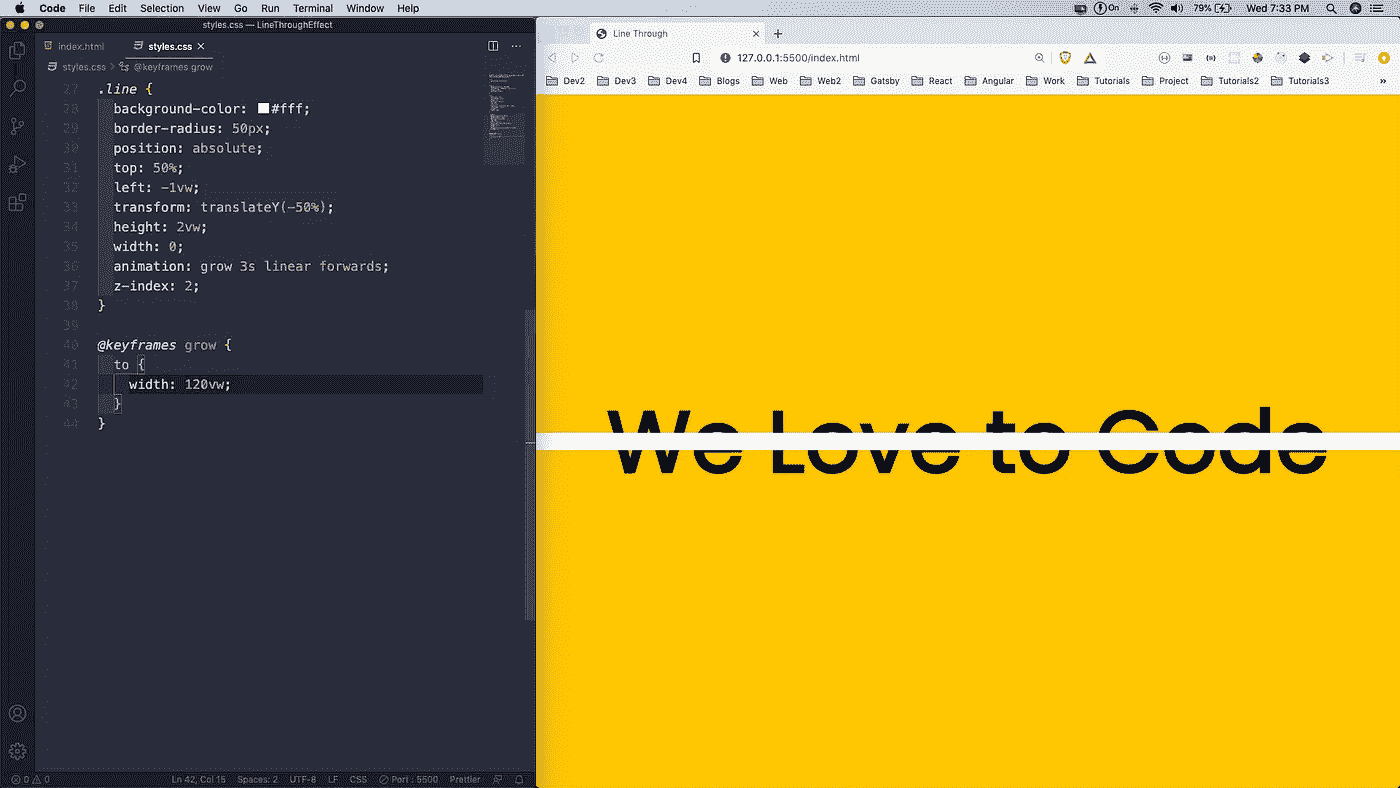 Code File Edit Selection View Go Run Terminal Window Help
On 79% Wed 7:33 PM
styles.css — LineThroughEffect
index.html styles.css
styles.css > @keyframes grow
27 .line {
28 background-color: #fff;
29 border-radius: 50px;
30 position: absolute;
31 top: 50%;
32 left: -1vw;
33 transform: translateY(-50%);
34 height: 2vw;
35 width: 0;
36 animation: grow 3s linear forwards;
37 z-index: 2;
38 }
39
40 @keyframes grow {
41 to {
42 width: 120vw;
43 }
44 }
0 0 Ln 42, Col 15 Spaces: 2 UTF-8 LF CSS Port : 5500 Prettier
Line Through
127.0.0.1:5500/index.html
Dev2 Dev3 Dev4 Blogs Web Web2 Gatsby React Angular Work Tutorials Project Tutorials2 Tutorials3 »
We Love to Code